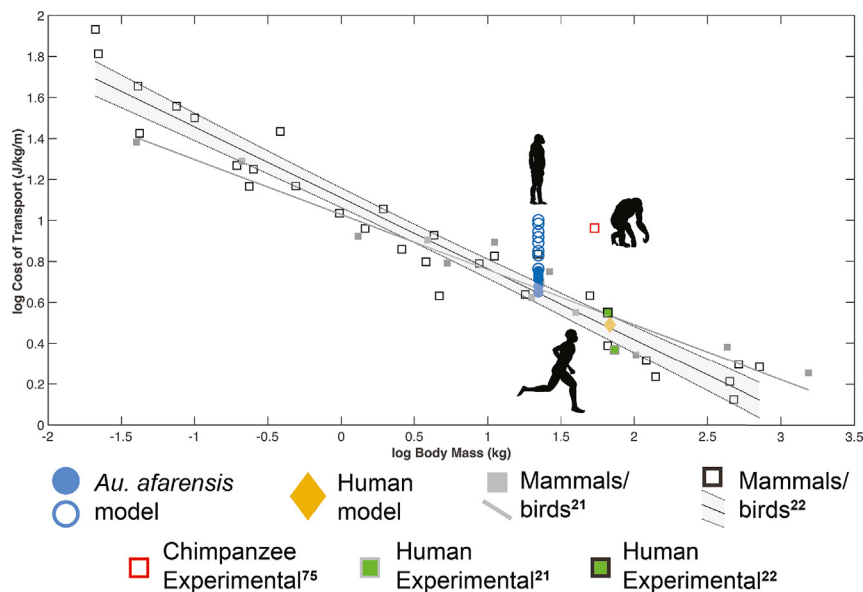 2
1.8
1.6
1.4
1.2
1
0.8
0.6
0.4
0.2
0
log Cost of Transport (J/kg/m)
-2 -1.5 -1 -0.5 0 0.5 1 1.5 2 2.5 3 3.5
log Body Mass (kg)
Au. afarensis
model
Human
model
Mammals/
birds²¹
Mammals/
birds²²
Chimpanzee
Experimental⁷⁵
Human
Experimental²¹
Human
Experimental²²